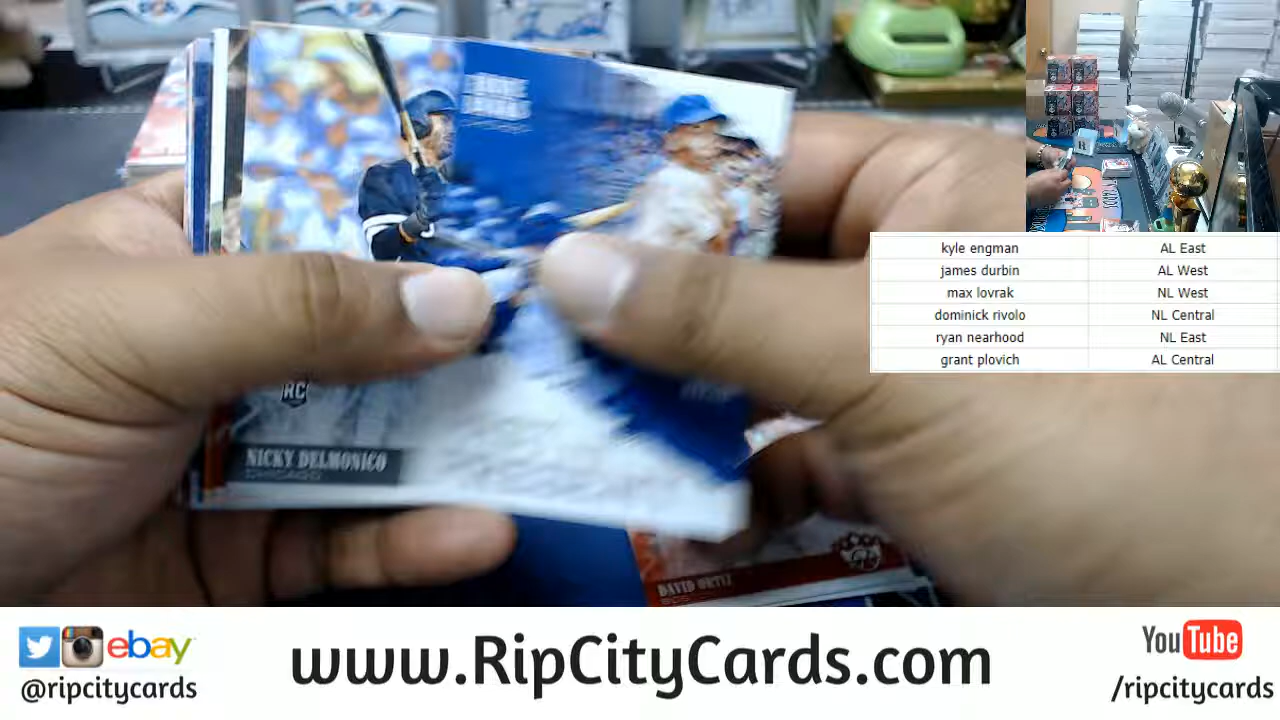 kyle engman AL East
james durbin AL West
max lovrak NL West
dominick rivolo NL Central
ryan nearhood NL East
grant plovich AL Central
RC
NICKY DELMONICO
CHICAGO
DAVID ORTIZ
ebay
@ripcitycards
www.RipCityCards.com
YouTube
/ripcitycards